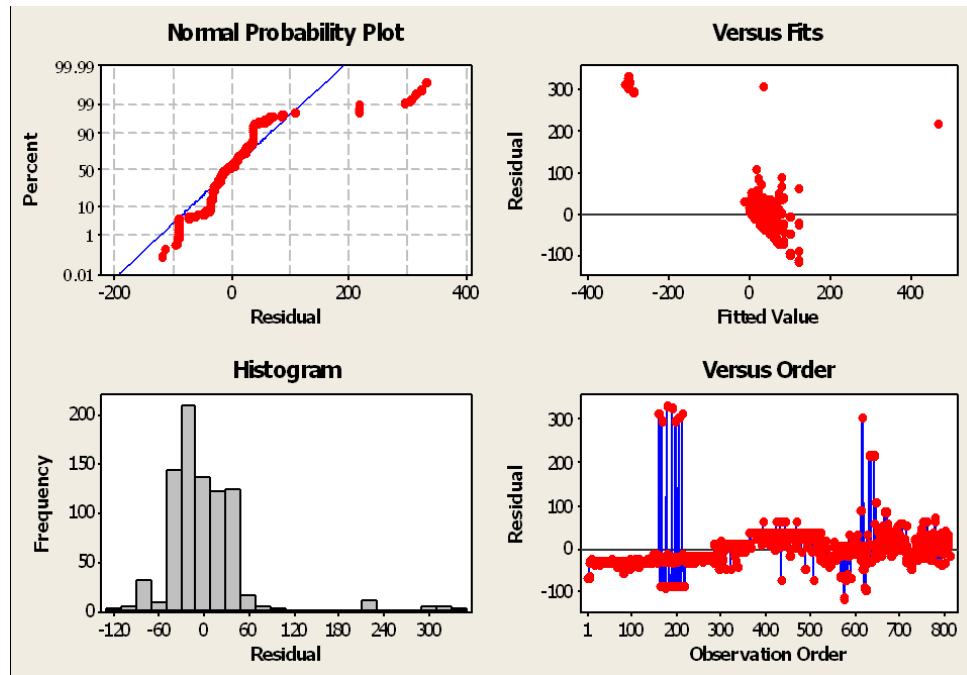 Normal Probability Plot
Percent
99.99
99
90
50
10
1
0.01
-200 0 200 400
Residual
Versus Fits
Residual
300
200
100
0
-100
-400 -200 0 200 400
Fitted Value
Histogram
Frequency
200
150
100
50
0
-120 -60 0 60 120 180 240 300
Residual
Versus Order
Residual
300
200
100
0
-100
1 100 200 300 400 500 600 700 800
Observation Order